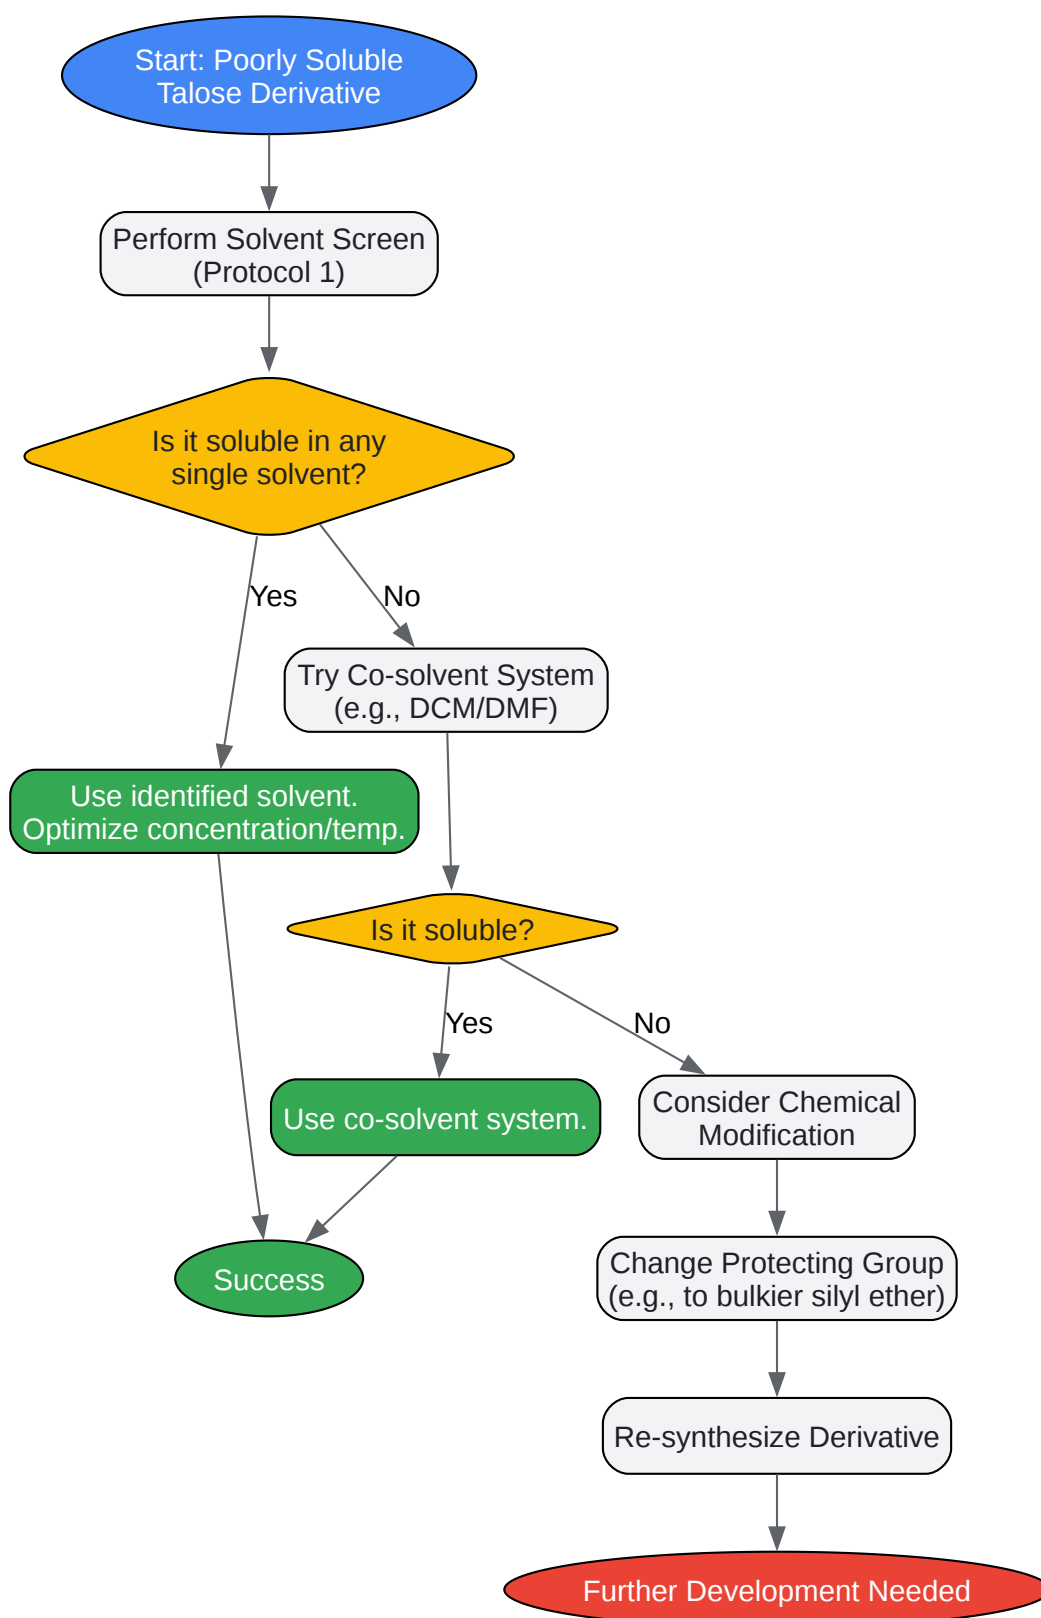 Start: Poorly Soluble
Talose Derivative
Perform Solvent Screen
(Protocol 1)
Is it soluble in any
single solvent?
Yes
No
Try Co-solvent System
(e.g., DCM/DMF)
Use identified solvent.
Optimize concentration/temp.
Is it soluble?
Yes
No
Use co-solvent system.
Consider Chemical
Modification
Success
Change Protecting Group
(e.g., to bulkier silyl ether)
Re-synthesize Derivative
Further Development Needed